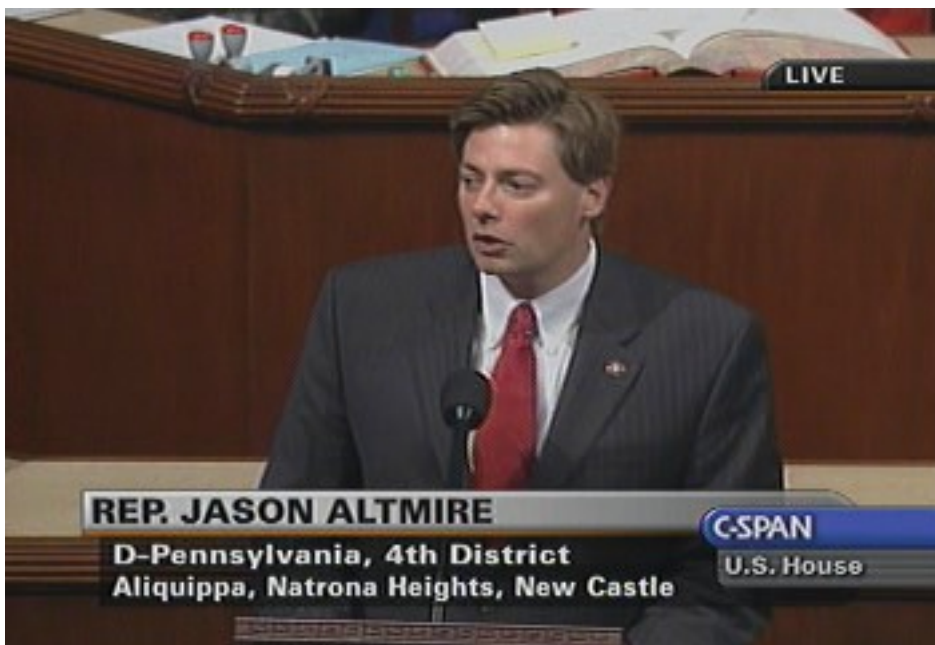 LIVE
REP. JASON ALTMIRE
D-Pennsylvania, 4th District
Aliquippa, Natrona Heights, New Castle
C-SPAN
U.S. House